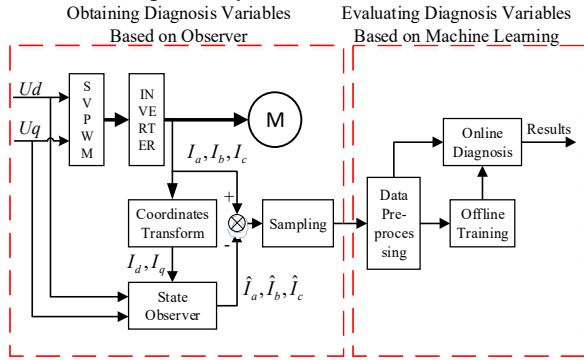 Obtaining Diagnosis Variables
Based on Observer
Evaluating Diagnosis Variables
Based on Machine Learning
Ud
Uq
S
V
P
W
M
IN
VE
RT
ER
M
I_a, I_b, I_c
+
-
Coordinates
Transform
Sampling
I_d, I_q
State
Observer
Î_a, Î_b, Î_c
Data
Pre-
proces
sing
Online
Diagnosis
Results
Offline
Training